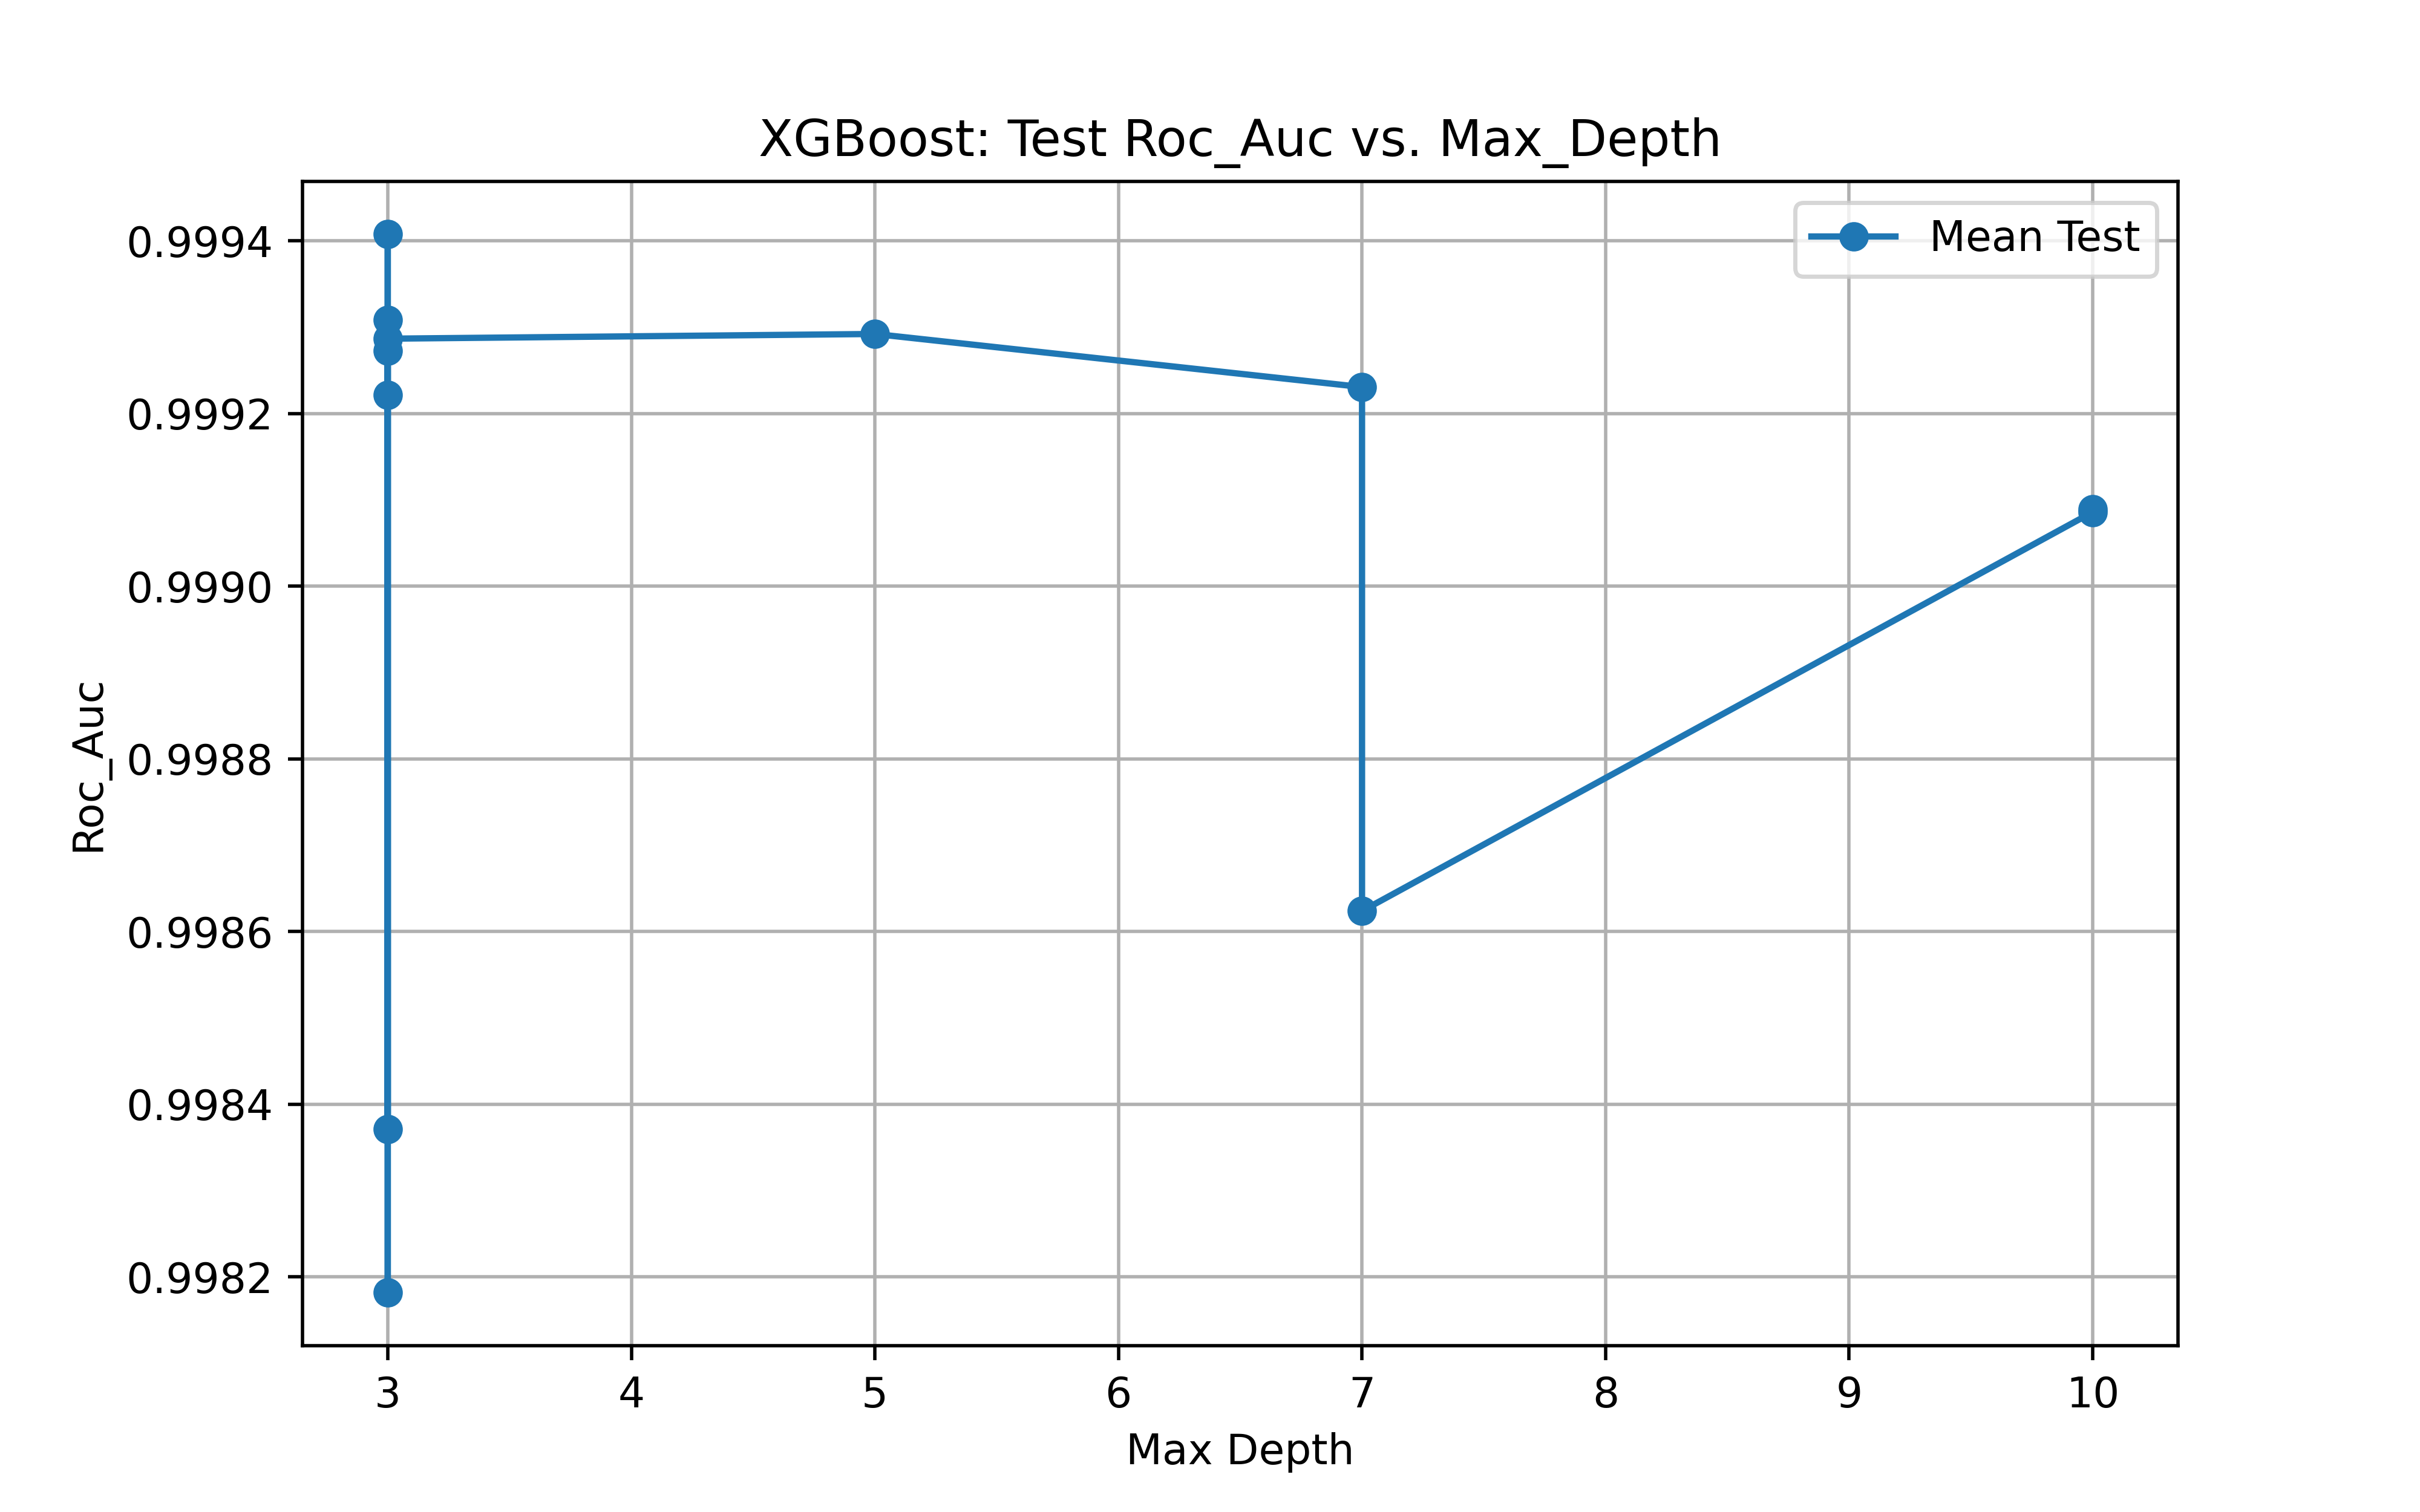 XGBoost: Test Roc_Auc vs. Max_Depth
Mean Test
0.9994
0.9992
0.9990
0.9988
0.9986
0.9984
0.9982
Roc_Auc
3 4 5 6 7 8 9 10
Max Depth